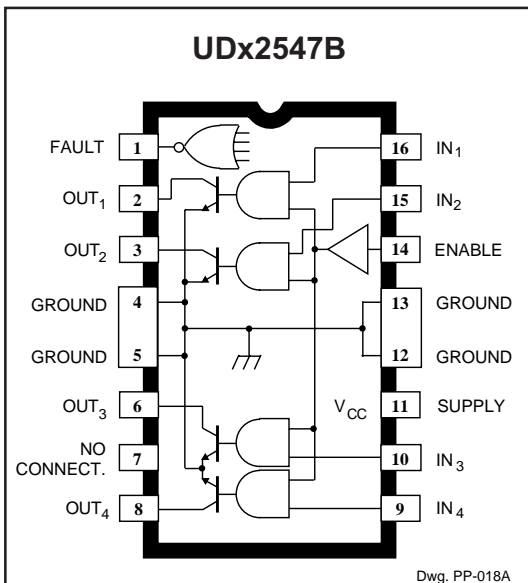 UDx2547B
FAULT 1
OUT1 2
OUT2 3
GROUND 4
GROUND 5
OUT3 6
NO
CONNECT. 7
OUT4 8
16 IN1
15 IN2
14 ENABLE
13 GROUND
12 GROUND
VCC 11 SUPPLY
10 IN3
9 IN4
Dwg. PP-018A